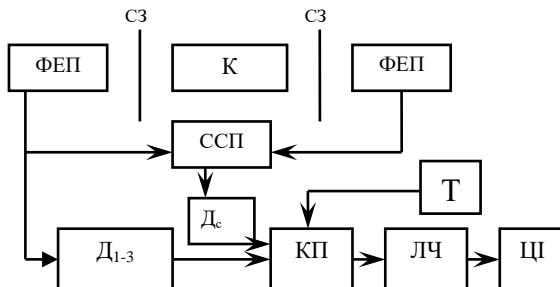 СЗ СЗ
ФЕП К ФЕП
ССП
Т
Дс
Д1-3 КП ЛЧ ЦІ